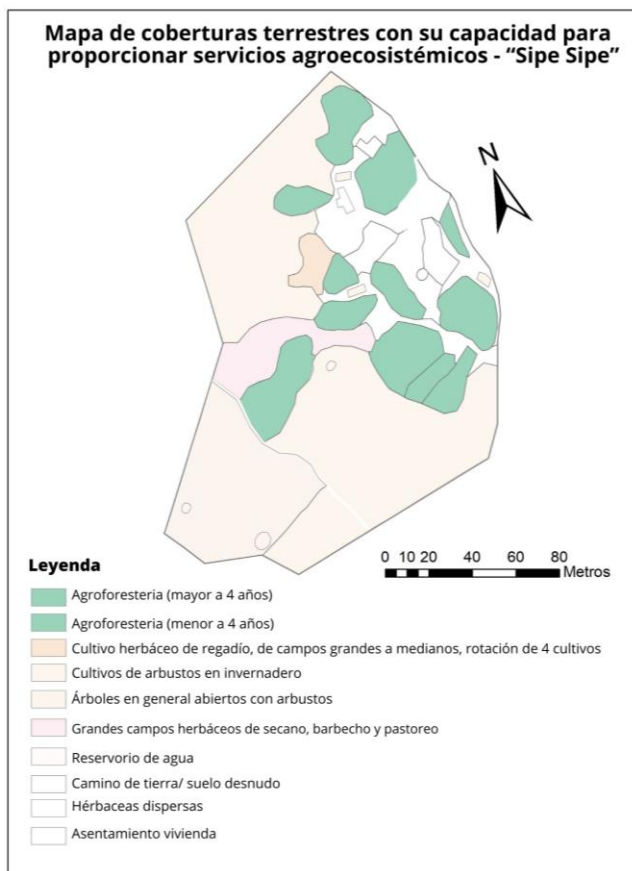 Mapa de coberturas terrestres con su capacidad para
proporcionar servicios agroecosistémicos - “Sipe Sipe”
N
0 10 20 40 60 80
Metros
Leyenda
Agroforesteria (mayor a 4 años)
Agroforesteria (menor a 4 años)
Cultivo herbáceo de regadío, de campos grandes a medianos, rotación de 4 cultivos
Cultivos de arbustos en invernadero
Árboles en general abiertos con arbustos
Grandes campos herbáceos de secano, barbecho y pastoreo
Reservorio de agua
Camino de tierra/ suelo desnudo
Hérbaceas dispersas
Asentamiento vivienda